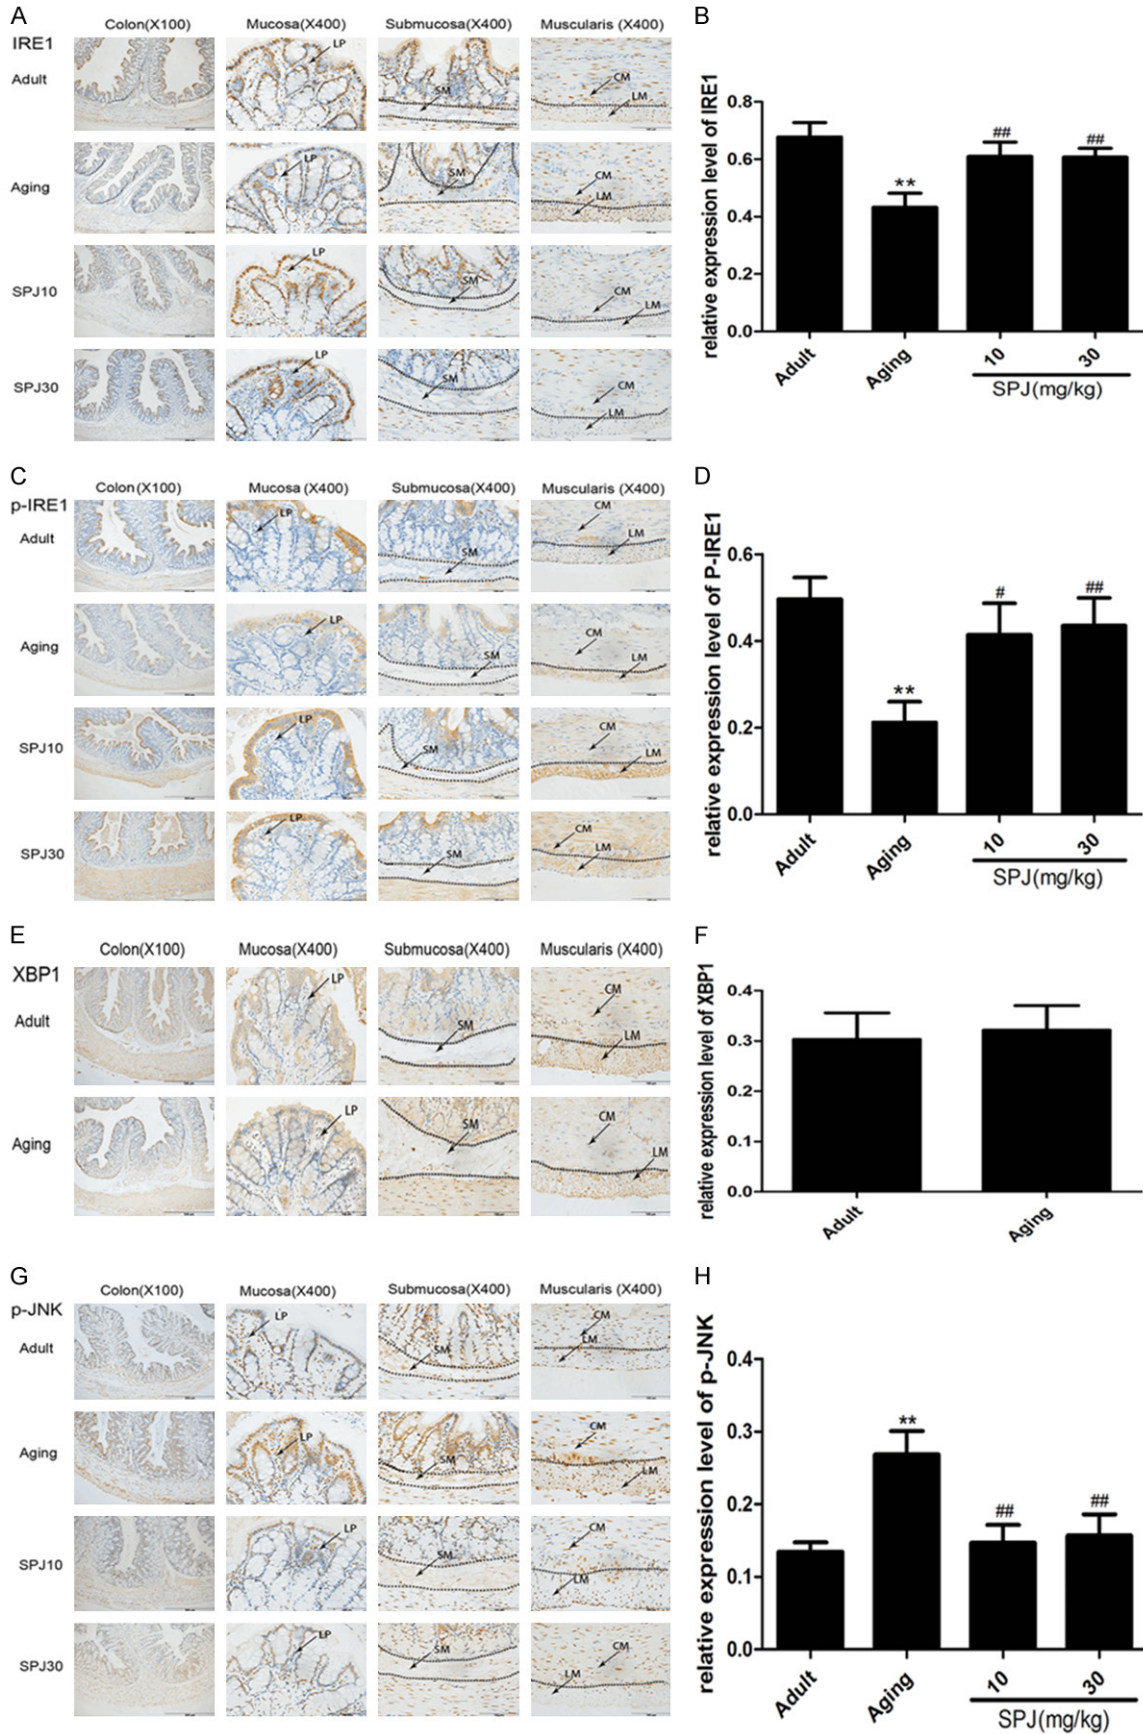 A
Colon(X100) Mucosa(X400) Submucosa(X400) Muscularis (X400)
IRE1
Adult
LP
SM
CM
LM
Aging
LP
SM
CM
LM
SPJ10
LP
SM
CM
LM
SPJ30
LP
SM
CM
LM
B
relative expression level of IRE1
0.8
0.6
0.4
0.2
0.0
** ## ##
Adult Aging 10 30
SPJ(mg/kg)
C
Colon(X100) Mucosa (X400) Submucosa(X400) Muscularis (X400)
p-IRE1
Adult
LP
SM
CM
LM
Aging
LP
SM
CM
LM
SPJ10
LP
SM
CM
LM
SPJ30
LP
SM
CM
LM
D
relative expression level of P-IRE1
0.6
0.4
0.2
0.0
** # ##
Adult Aging 10 30
SPJ(mg/kg)
E
Colon(X100) Mucosa(X400) Submucosa(X400) Muscularis (X400)
XBP1
Adult
LP
SM
CM
LM
Aging
LP
SM
CM
LM
F
relative expression level of XBP1
0.4
0.3
0.2
0.1
0.0
Adult Aging
G
Colon(X100) Mucosa(X400) Submucosa(X400) Muscularis (X400)
p-JNK
Adult
LP
SM
CM
LM
Aging
LP
SM
CM
LM
SPJ10
LP
SM
CM
LM
SPJ30
LP
SM
CM
LM
H
relative expression level of p-JNK
0.4
0.3
0.2
0.1
0.0
** ## ##
Adult Aging 10 30
SPJ(mg/kg)